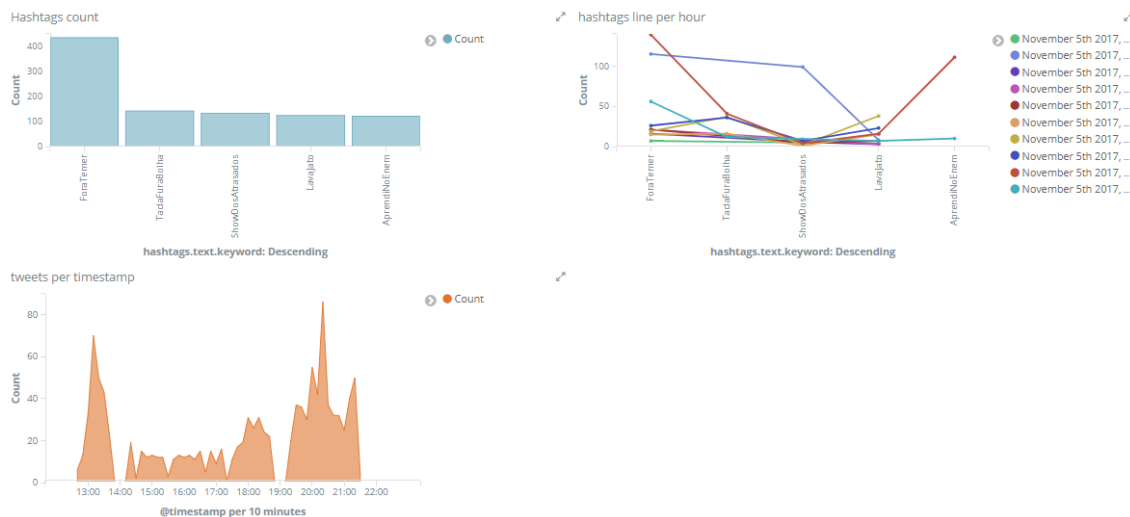 Hashtags count
400
300
200
100
0
Count
ForaTemer
TadaFuraBolha
ShowDosAtrasados
LavaJato
AprendiNoEnem
hashtags.text.keyword: Descending
Count
hashtags line per hour
100
50
0
Count
ForaTemer
TadaFuraBolha
ShowDosAtrasados
LavaJato
AprendiNoEnem
hashtags.text.keyword: Descending
November 5th 2017, ...
November 5th 2017, ...
November 5th 2017, ...
November 5th 2017, ...
November 5th 2017, ...
November 5th 2017, ...
November 5th 2017, ...
November 5th 2017, ...
November 5th 2017, ...
November 5th 2017, ...
tweets per timestamp
80
60
40
20
0
Count
13:00 14:00 15:00 16:00 17:00 18:00 19:00 20:00 21:00 22:00
@timestamp per 10 minutes
Count